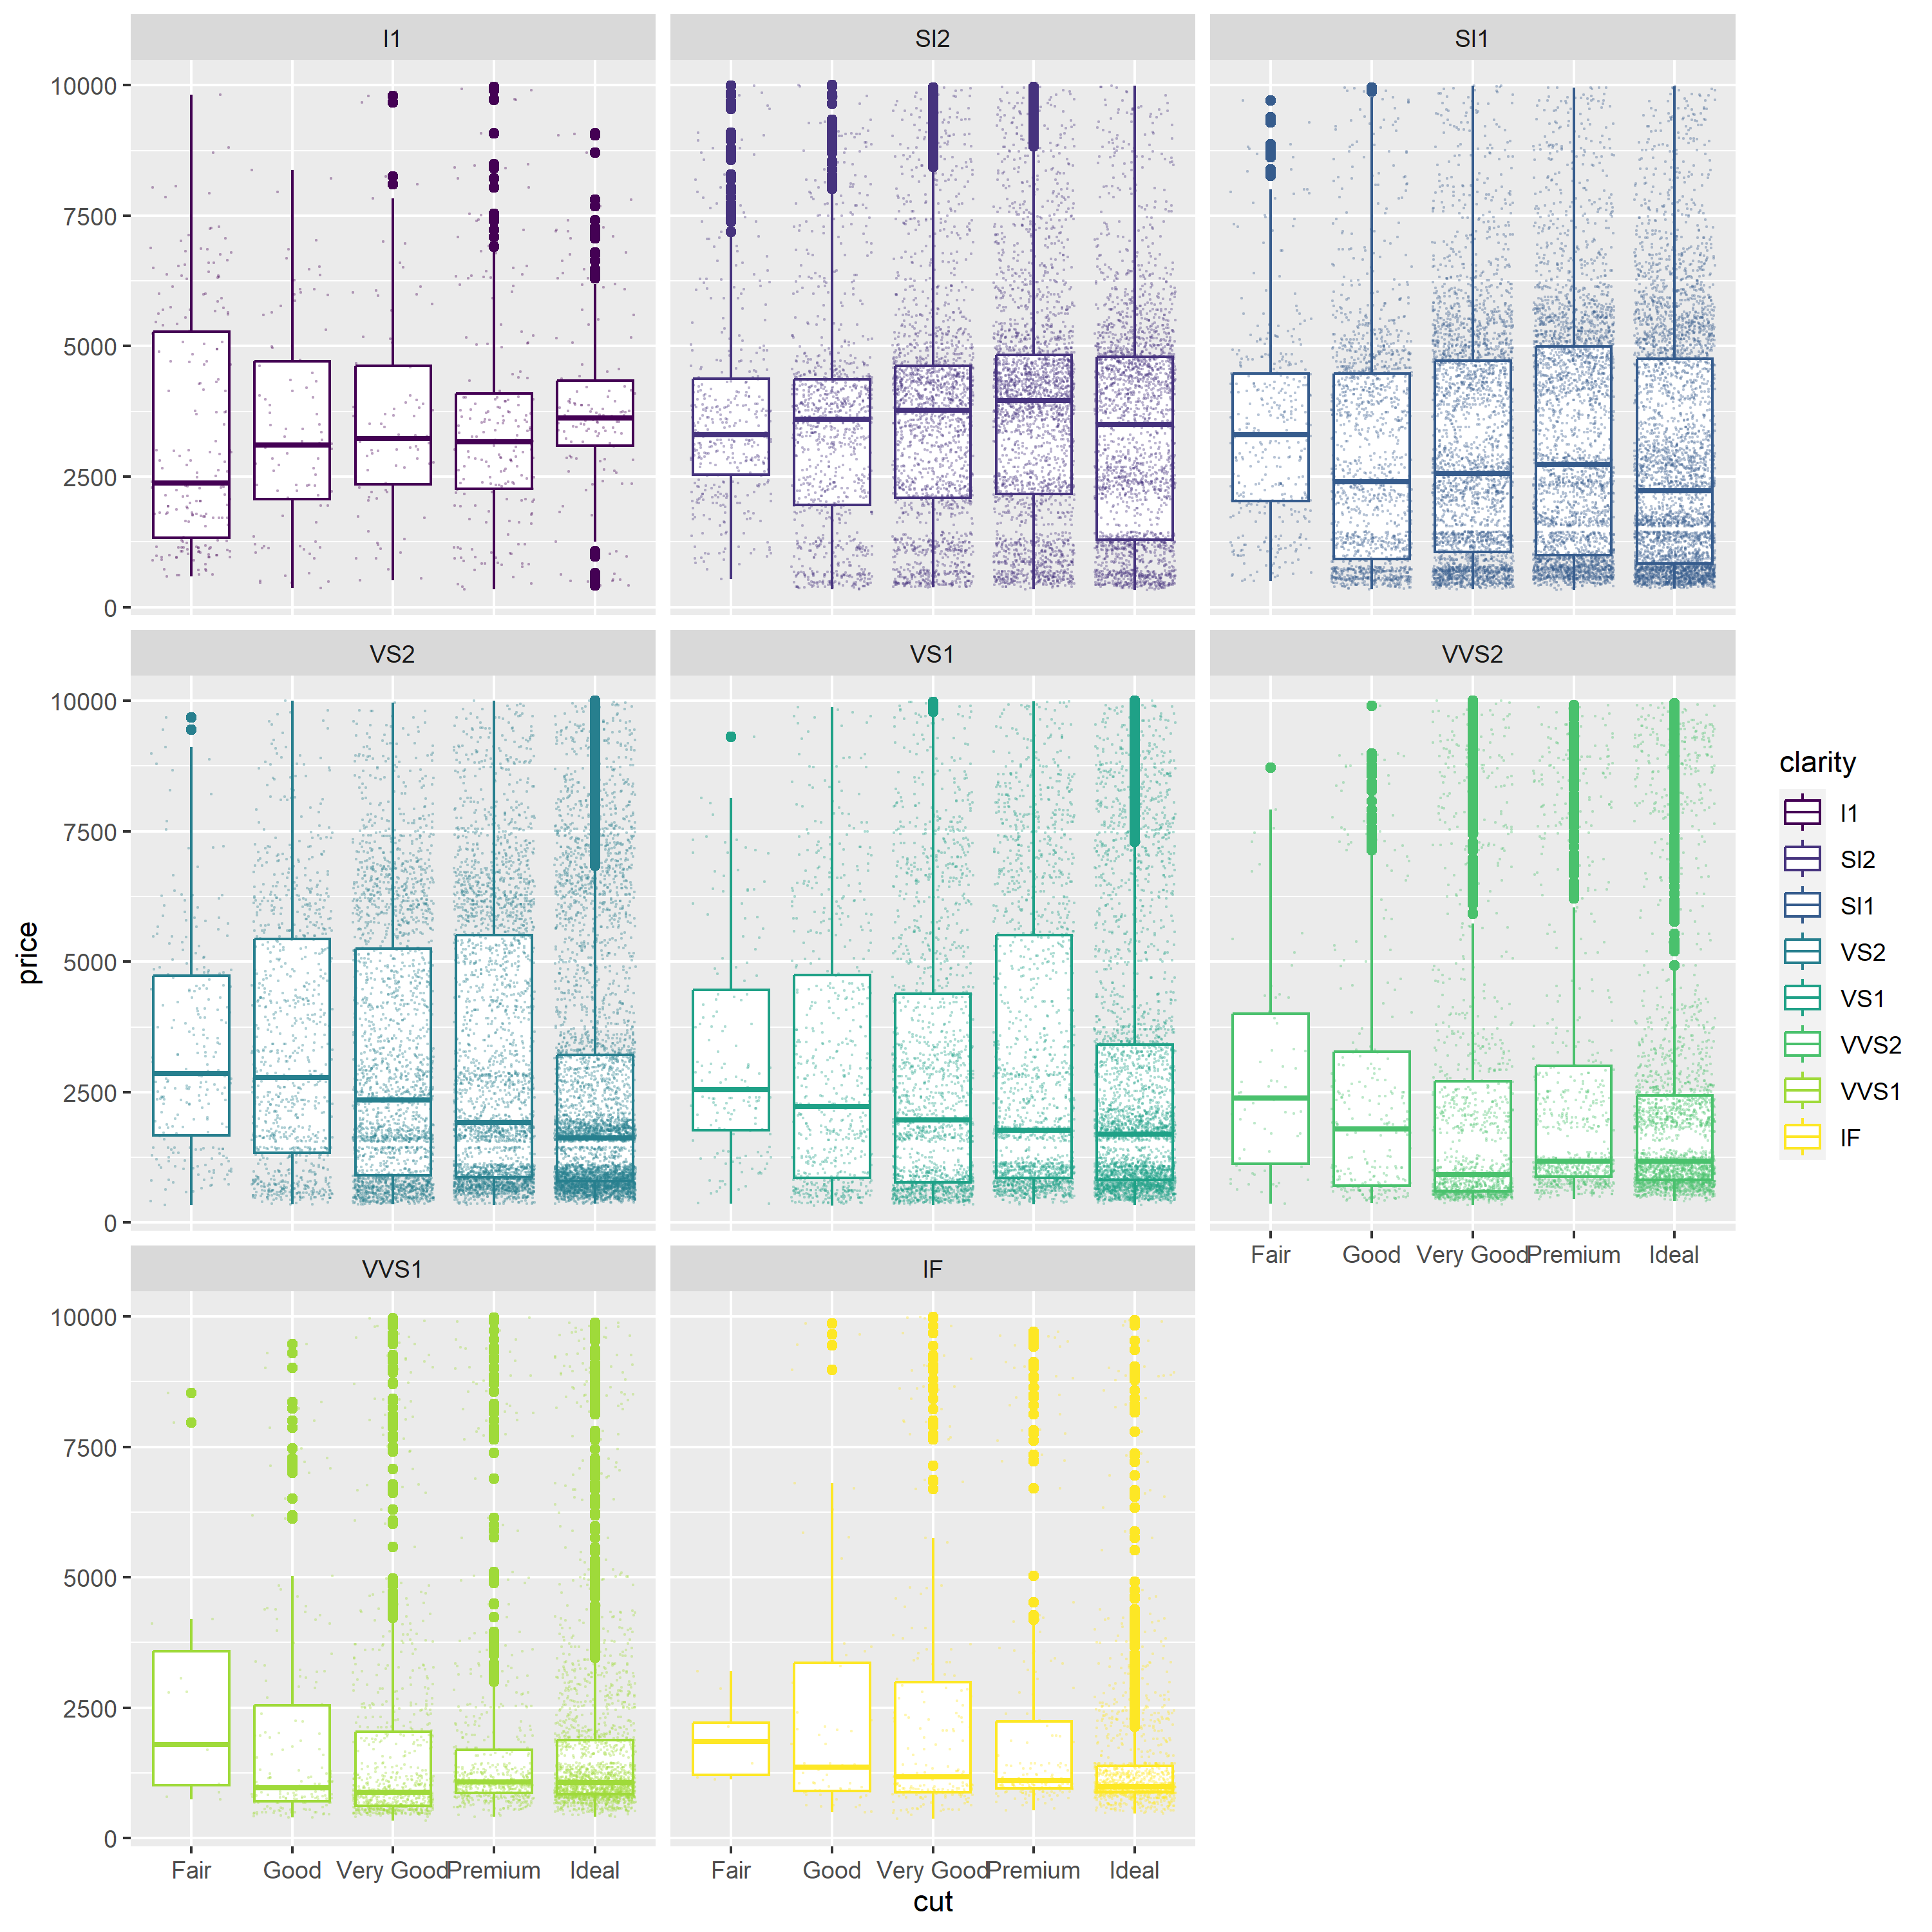 I1
SI2
SI1
10000
7500
5000
2500
0
VS2
VS1
VVS2
10000
7500
5000
2500
0
Fair
Good
Very Good
Premium
Ideal
VVS1
IF
10000
7500
5000
2500
0
Fair
Good
Very Good
Premium
Ideal
Fair
Good
Very Good
Premium
Ideal
cut
price
clarity
I1
SI2
SI1
VS2
VS1
VVS2
VVS1
IF